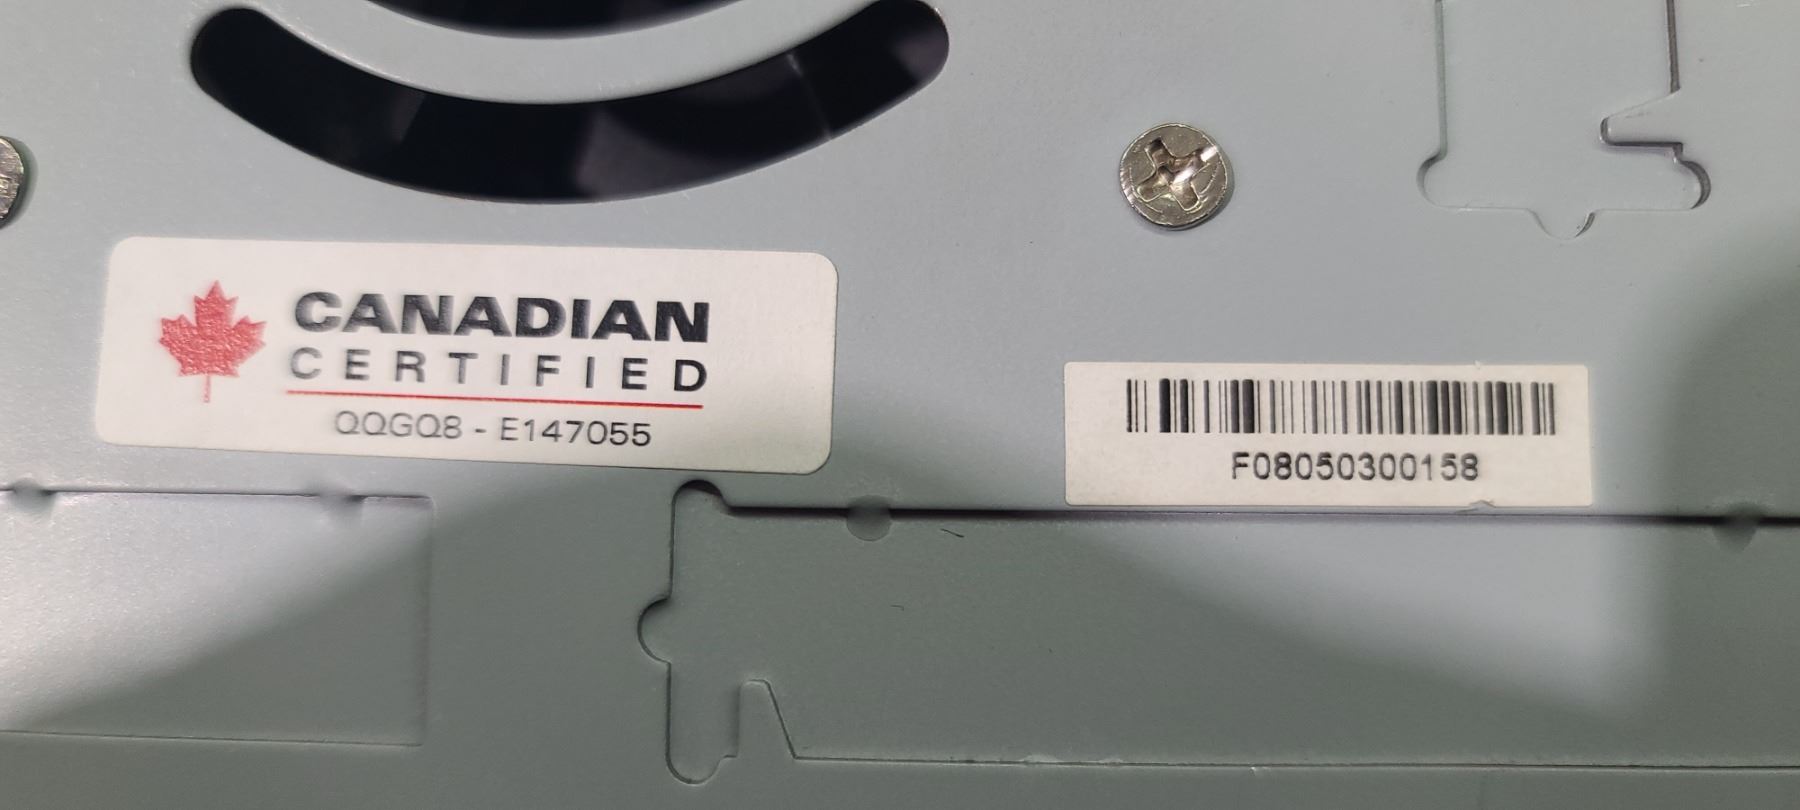 CANADIAN
CERTIFIED
QQGQ8 - E147055
F08050300158